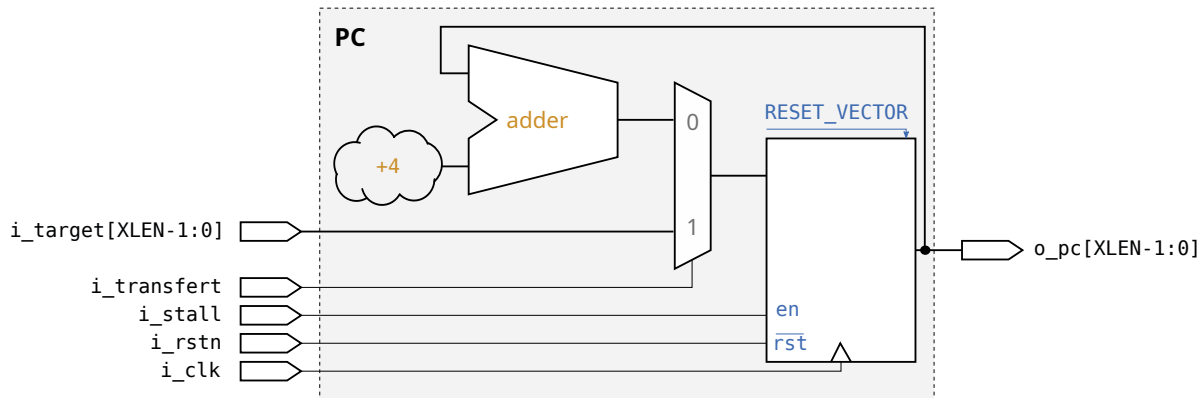 PC
adder
0
RESET_VECTOR
+4
1
i_target[XLEN-1:0]
o_pc[XLEN-1:0]
i_transfert
i_stall
en
i_rstn
rst
i_clk